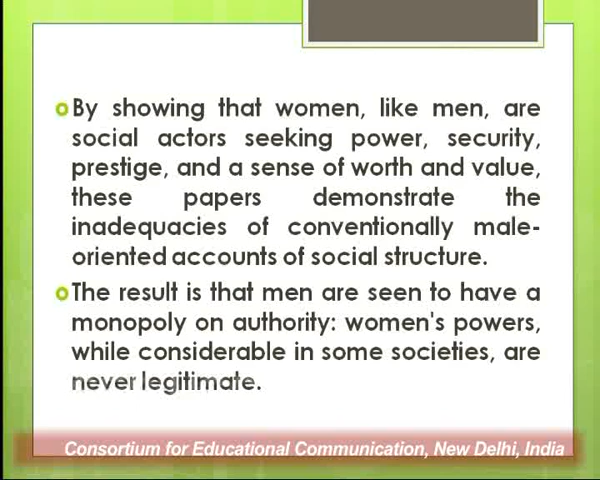 By showing that women, like men, are
social actors seeking power, security,
prestige, and a sense of worth and value,
these papers demonstrate the
inadequacies of conventionally male-
oriented accounts of social structure.
The result is that men are seen to have a
monopoly on authority: women's powers,
while considerable in some societies, are
never legitimate.
Consortium for Educational Communication, New Delhi, India